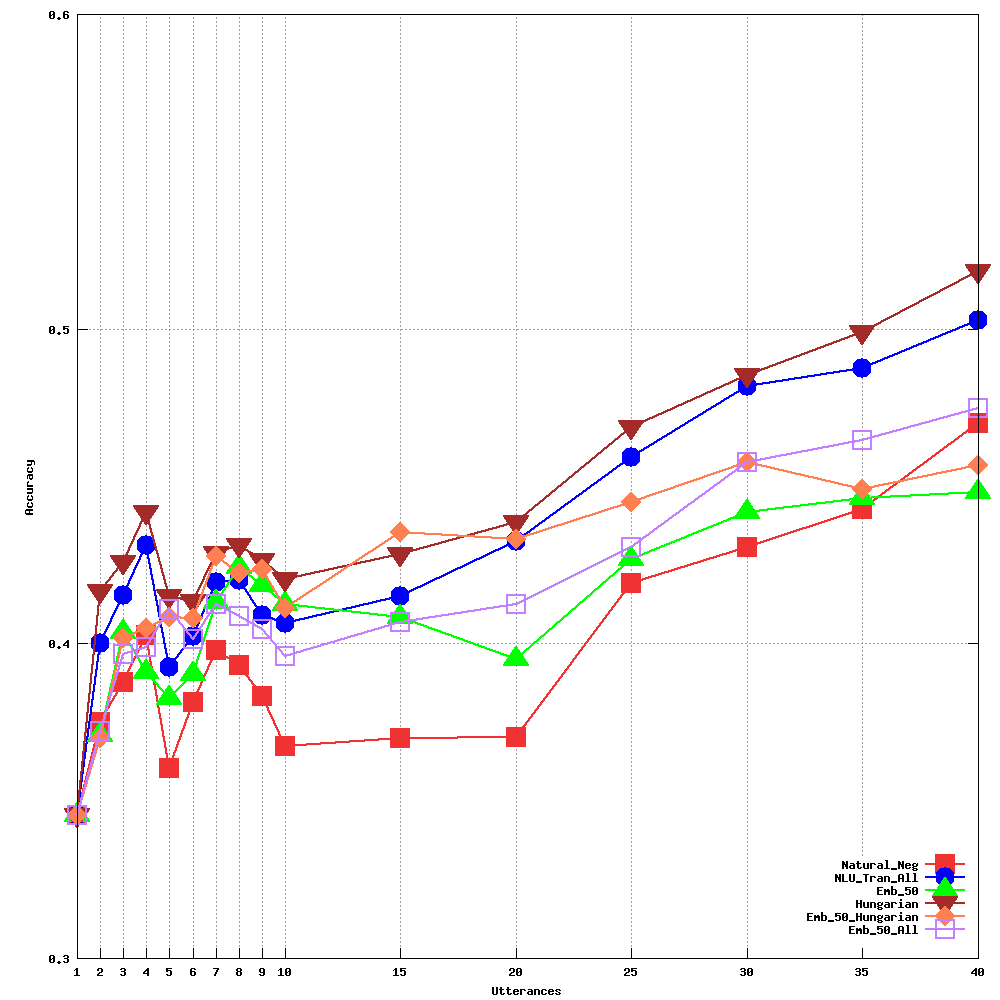 0.6
0.5
0.4
0.3
Accuracy
Natural_Neg
NLU_Tran_All
Emb_50
Hungarian
Emb_50_Hungarian
Emb_50_All
1 2 3 4 5 6 7 8 9 10 15 20 25 30 35 40
Utterances